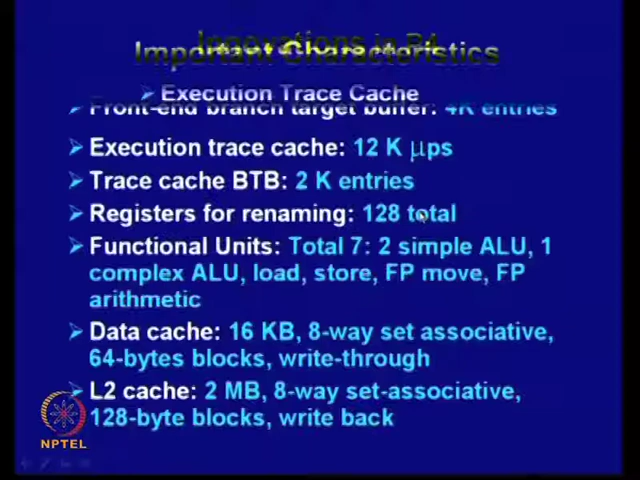 Innovations in P4
Important Characteristics
➢ Execution Trace Cache
➢ Front-end branch target buffer: 4K entries
➢ Execution trace cache: 12 K μps
➢ Trace cache BTB: 2 K entries
➢ Registers for renaming: 128 total
➢ Functional Units: Total 7: 2 simple ALU, 1
complex ALU, load, store, FP move, FP
arithmetic
➢ Data cache: 16 KB, 8-way set associative,
64-bytes blocks, write-through
➢ L2 cache: 2 MB, 8-way set-associative,
128-byte blocks, write back
NPTEL